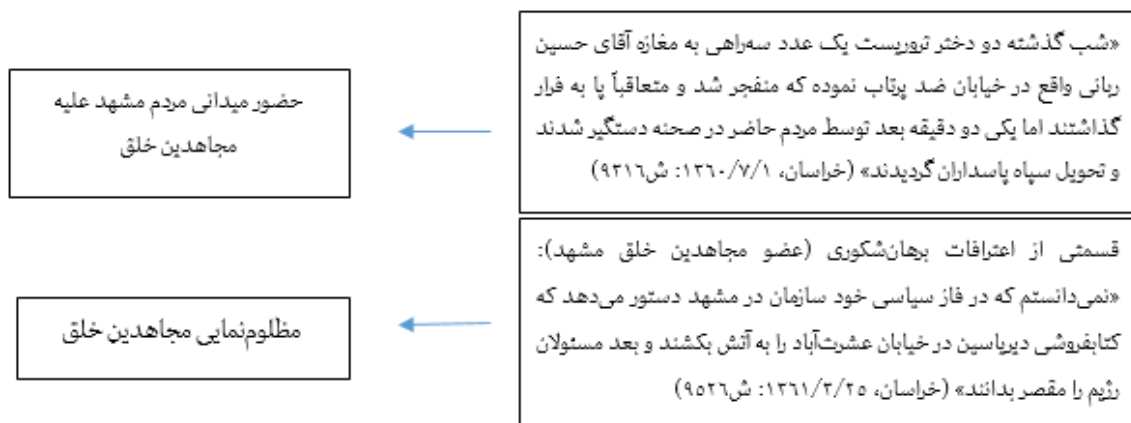 «شب گذشته دو دختر تروریست یک عدد سه‌راهی به مغازه آقای حسین
ربانی واقع در خیابان ضد پرتاب نموده که منفجر شد و متعاقباً پا به فرار
گذاشتند اما یکی دو دقیقه بعد توسط مردم حاضر در صحنه دستگیر شدند
و تحویل سپاه پاسداران گردیدند» (خراسان، ۱۳۶۰/۷/۱: ش۹۳۱۶)
حضور میدانی مردم مشهد علیه
مجاهدین خلق
قسمتی از اعترافات برهان‌شکوری (عضو مجاهدین خلق مشهد):
«نمی‌دانستم که در فاز سیاسی خود سازمان در مشهد دستور می‌دهد که
کتابفروشی دیریاسین در خیابان عشرت‌آباد را به آتش بکشند و بعد مسئولان
رژیم را مقصر بدانند» (خراسان، ۱۳۶۱/۳/۲۵: ش۹۵۲۶)
مظلوم‌نمایی مجاهدین خلق